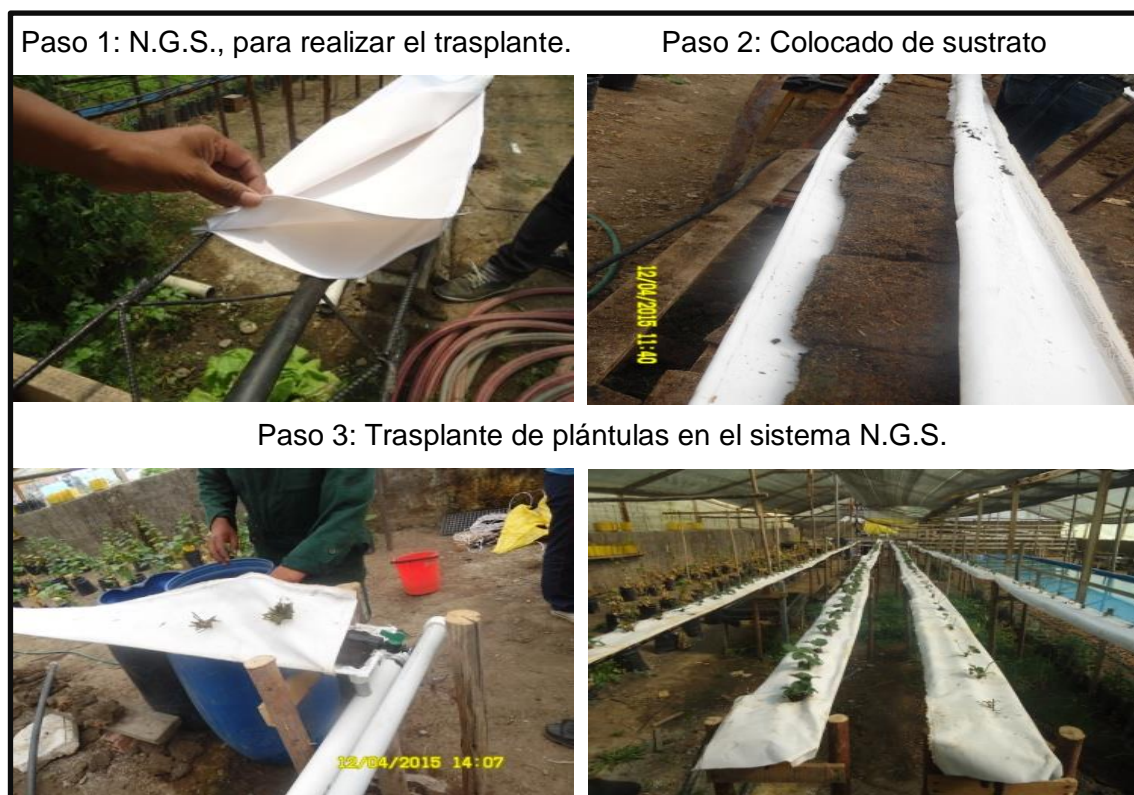 Paso 1: N.G.S., para realizar el trasplante.
Paso 2: Colocado de sustrato
12/04/2015 11:40
Paso 3: Trasplante de plántulas en el sistema N.G.S.
12/04/2015 14:07